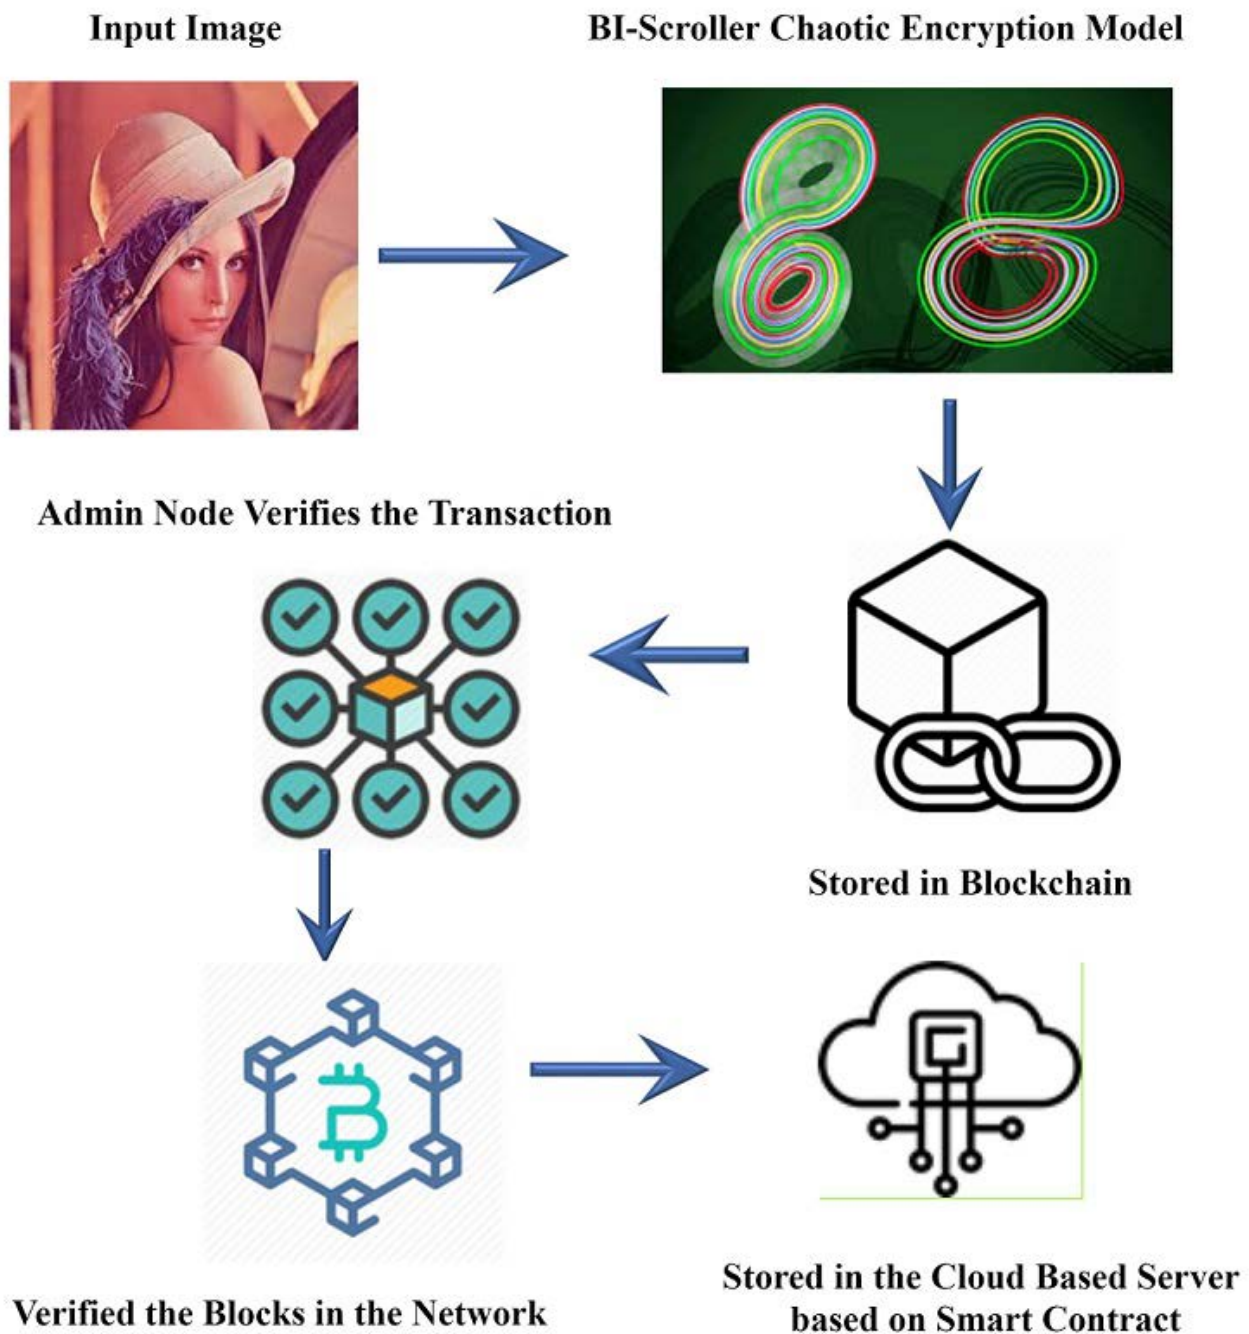 Input Image
BI-Scroller Chaotic Encryption Model
Admin Node Verifies the Transaction
Stored in Blockchain
Verified the Blocks in the Network
Stored in the Cloud Based Server
based on Smart Contract